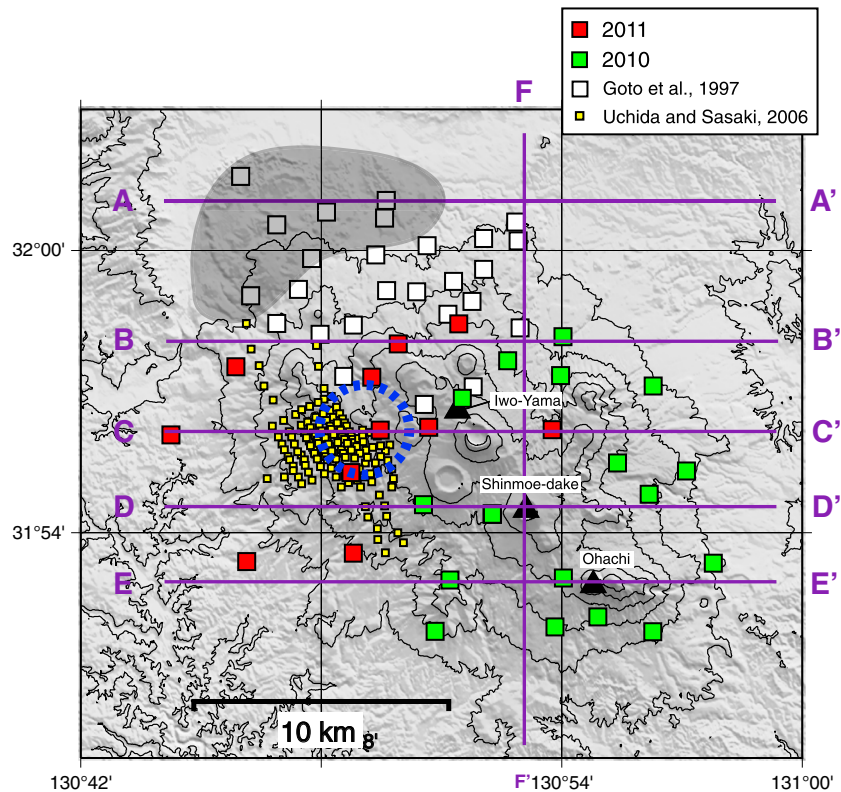 2011
2010
Goto et al., 1997
Uchida and Sasaki, 2006
F
A
A'
32°00'
B
B'
Iwo-Yama
C
C'
Shinmoe-dake
D
D'
31°54'
Ohachi
E
E'
10 km
8'
130°42'
F'
130°54'
131°00'